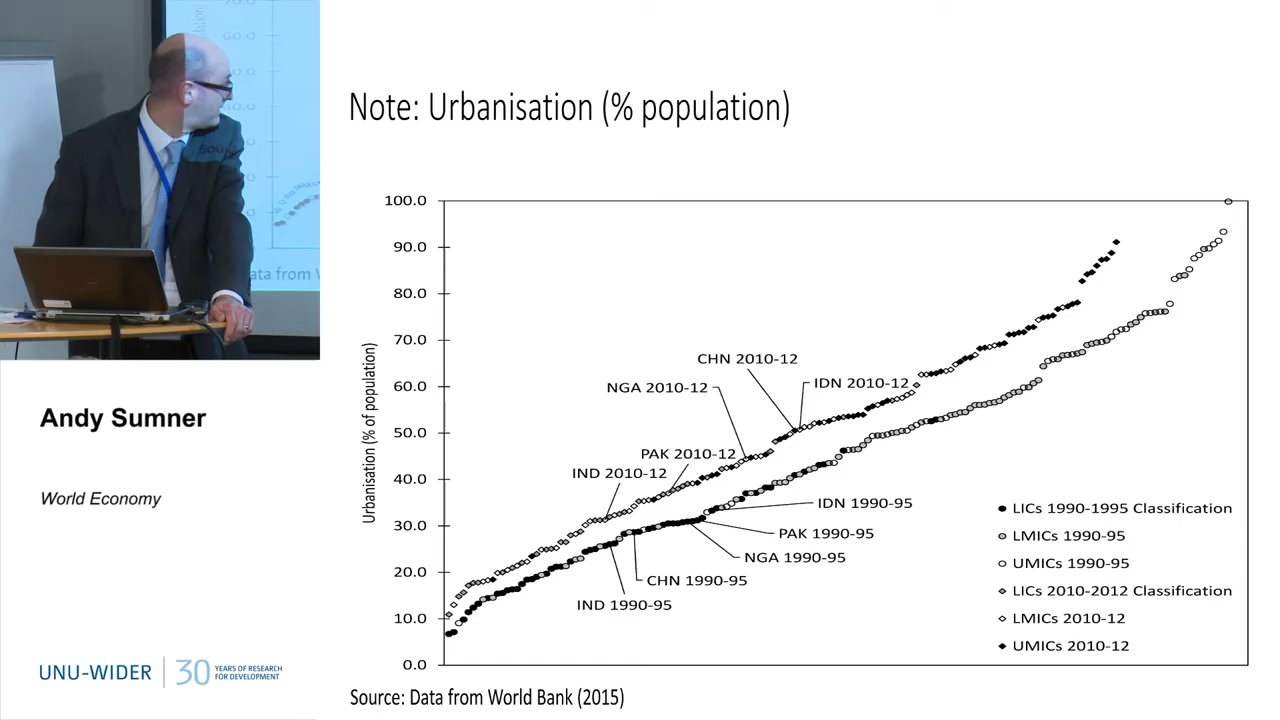 Note: Urbanisation (% population)
100.0
90.0
80.0
70.0
60.0
50.0
40.0
30.0
20.0
10.0
0.0
Urbanisation (% of population)
CHN 2010-12
NGA 2010-12
IDN 2010-12
PAK 2010-12
IND 2010-12
IDN 1990-95
PAK 1990-95
NGA 1990-95
CHN 1990-95
IND 1990-95
LICs 1990-1995 Classification
LMICs 1990-95
UMICs 1990-95
LICs 2010-2012 Classification
LMICs 2010-12
UMICs 2010-12
Source: Data from World Bank (2015)
ata from W
Andy Sumner
World Economy
UNU-WIDER
30 YEARS OF RESEARCH
FOR DEVELOPMENT